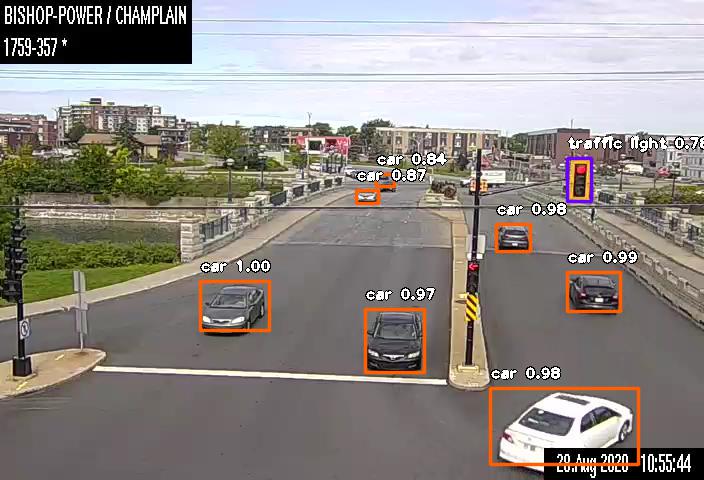 BISHOP-POWER / CHAMPLAIN
1759-357 *
traffic light 0.78
car 0.84
car 0.87
car 0.98
car 0.99
car 1.00
car 0.97
car 0.98
28.Aug 2020 10:55:44